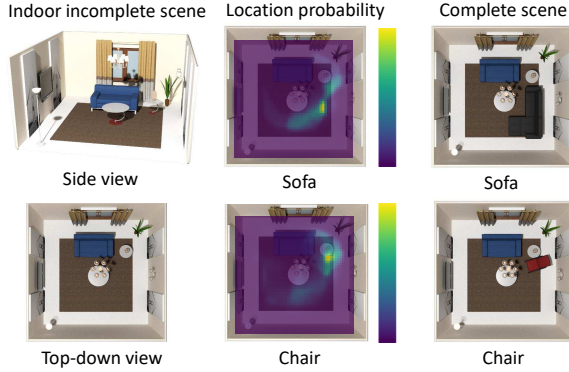 Indoor incomplete scene
Location probability
Complete scene
Side view
Sofa
Sofa
Top-down view
Chair
Chair